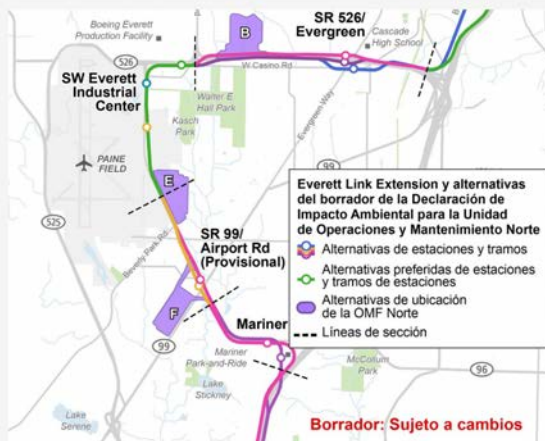 Boeing Everett
Production Facility
B
SR 526/
Evergreen
Cascade
High School
526
W Casino Rd
SW Everett
Industrial
Center
Walter E
Hall Park
Kasch
Park
Evergreen Way
PAINE
FIELD
99
E
525
SR 99/
Airport Rd
(Provisional)
Beverly Park Rd
F
99
Mariner
Mariner
Park-and-Ride
McCollum
Park
96
Lake
Stickney
Lake
Serene
Everett Link Extension y alternativas
del borrador de la Declaración de
Impacto Ambiental para la Unidad
de Operaciones y Mantenimiento Norte
Alternativas de estaciones y tramos
Alternativas preferidas de estaciones
y tramos de estaciones
Alternativas de ubicación
de la OMF Norte
Líneas de sección
Borrador: Sujeto a cambios